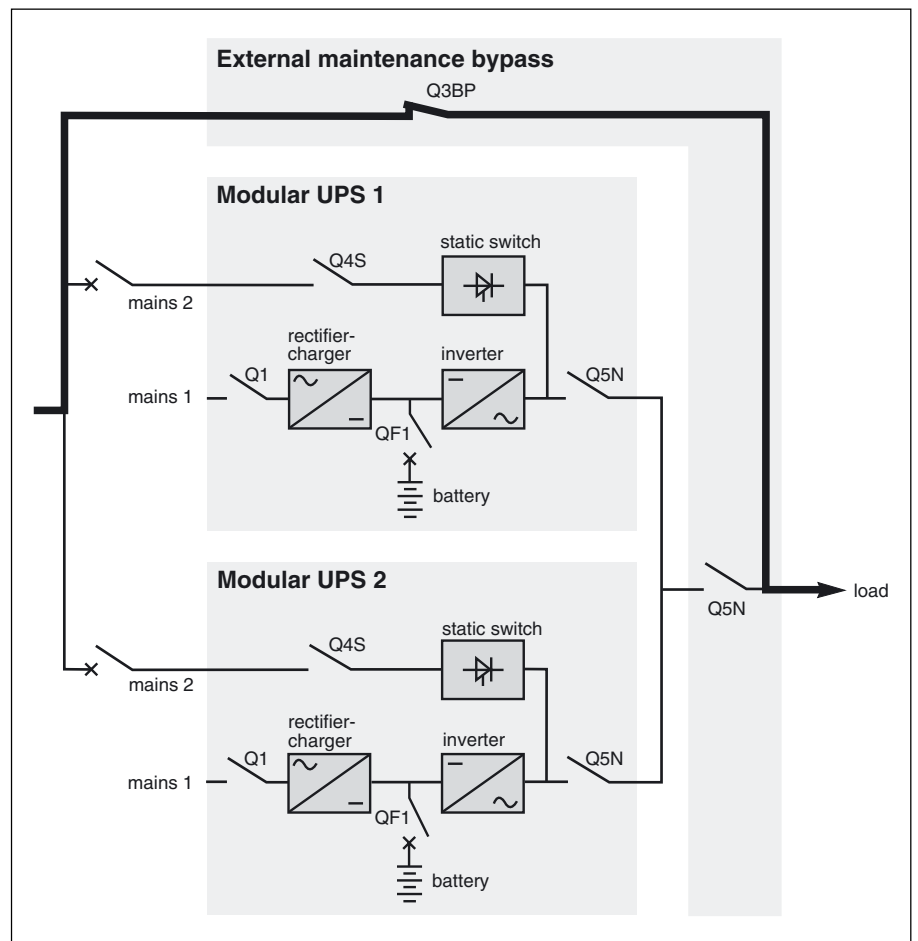 External maintenance bypass
Q3BP
Modular UPS 1
static switch
Q4S
mains 2
rectifier-
charger
inverter
Q1
Q5N
mains 1
QF1
battery
Modular UPS 2
Q5N
load
static switch
Q4S
mains 2
rectifier-
charger
inverter
Q1
Q5N
mains 1
QF1
battery